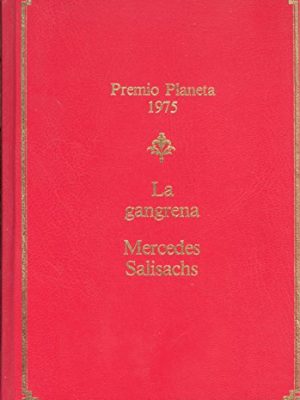 Premio Planeta
1975
La
gangrena
Mercedes
Salisachs